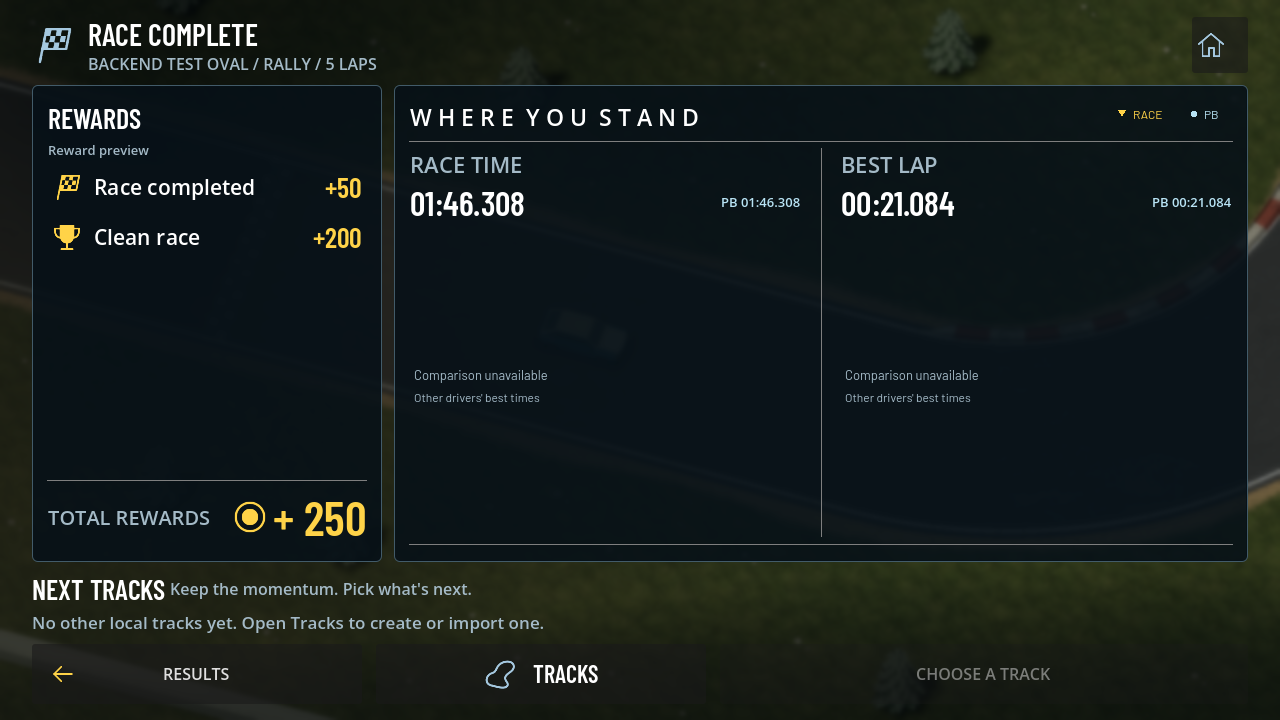 RACE COMPLETE
BACKEND TEST OVAL / RALLY / 5 LAPS
REWARDS
Reward preview
Race completed +50
Clean race +200
TOTAL REWARDS + 250
WHERE YOU STAND
RACE PB
RACE TIME
01:46.308 PB 01:46.308
Comparison unavailable
Other drivers' best times
BEST LAP
00:21.084 PB 00:21.084
Comparison unavailable
Other drivers' best times
NEXT TRACKS Keep the momentum. Pick what's next.
No other local tracks yet. Open Tracks to create or import one.
RESULTS TRACKS CHOOSE A TRACK